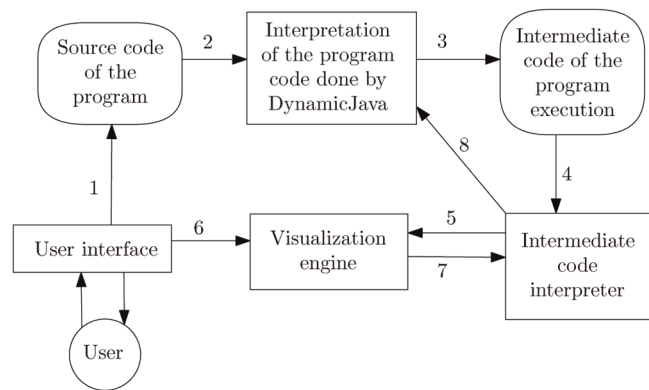 Source code
of the
program
2
Interpretation
of the program
code done by
DynamicJava
3
Intermediate
code of the
program
execution
1
8
4
User interface
6
Visualization
engine
5
7
Intermediate
code
interpreter
User